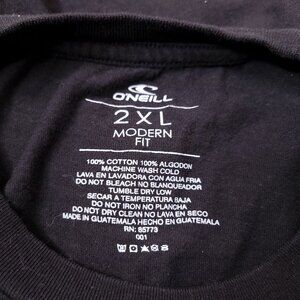 O'NEILL
2XL
MODERN
FIT
100% COTTON 100% ALGODON
MACHINE WASH COLD
LAVA EN LAVADORA CON AGUA FRIA
DO NOT BLEACH NO BLANQUEADOR
TUMBLE DRY LOW
SECAR A TEMPERATURA BAJA
DO NOT IRON NO PLANCHA
DO NOT DRY CLEAN NO LAVO EN SECO
MADE IN GUATEMALA HECHO EN GUATEMALA
RN: 85773
001